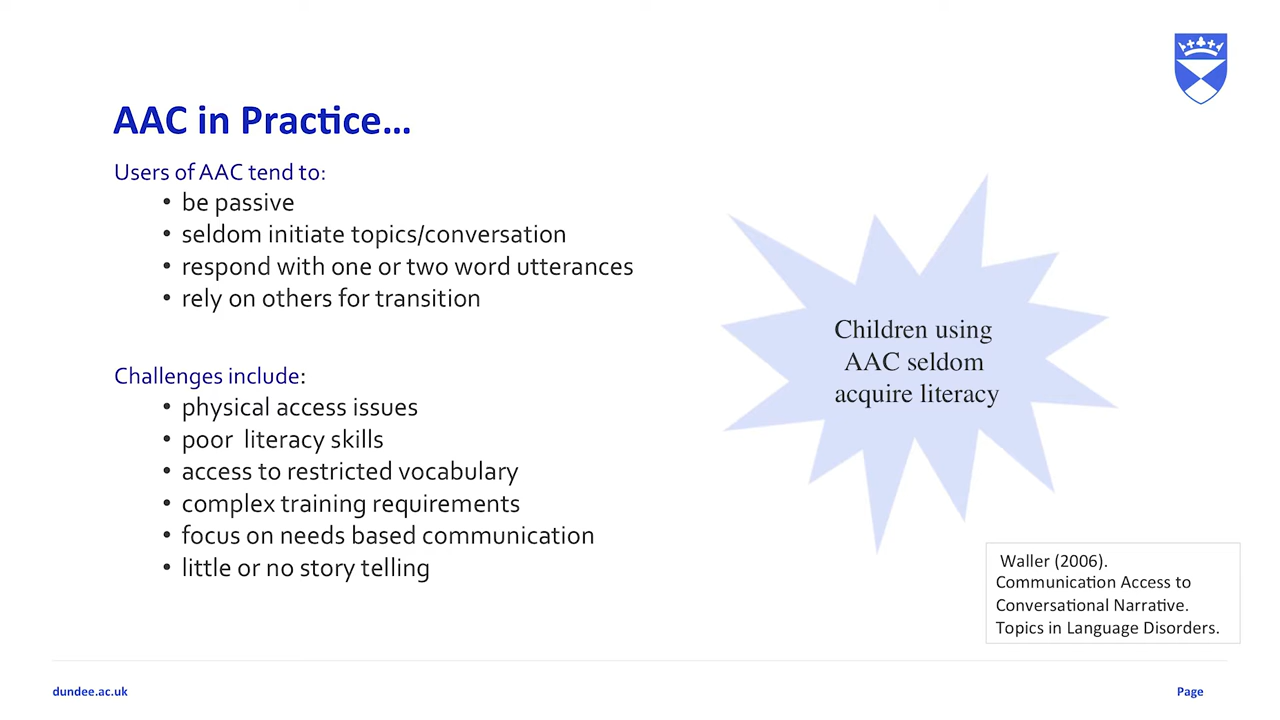 AAC in Practice...
Users of AAC tend to:
• be passive
• seldom initiate topics/conversation
• respond with one or two word utterances
• rely on others for transition
Challenges include:
• physical access issues
• poor  literacy skills
• access to restricted vocabulary
• complex training requirements
• focus on needs based communication
• little or no story telling
Children using
AAC seldom
acquire literacy
Waller (2006).
Communication Access to
Conversational Narrative.
Topics in Language Disorders.
dundee.ac.uk
Page